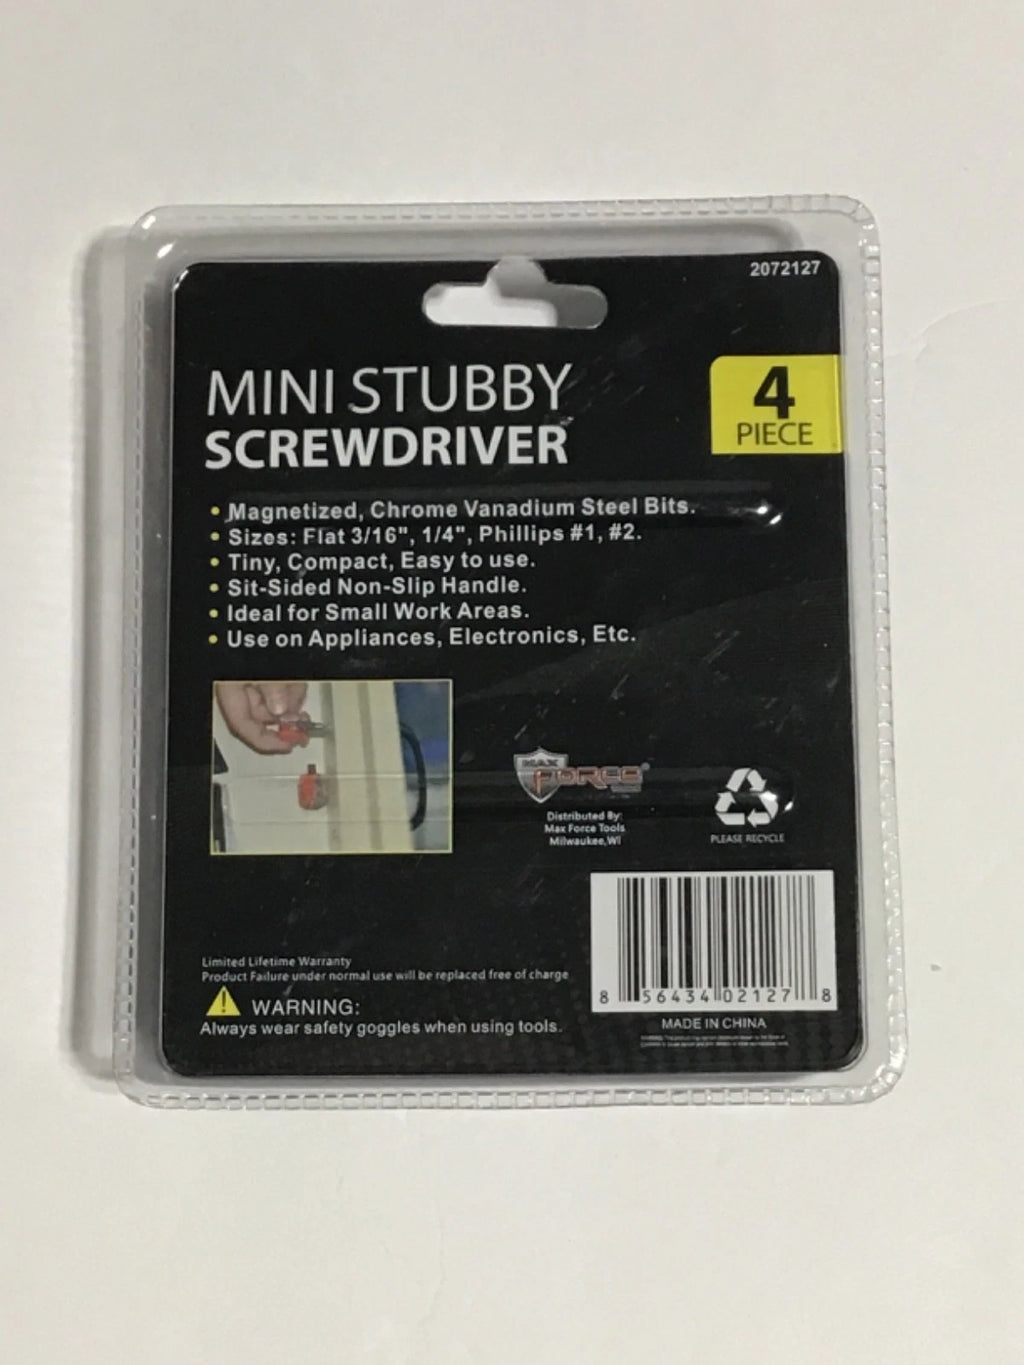 2072127
MINI STUBBY
SCREWDRIVER
4
PIECE
• Magnetized, Chrome Vanadium Steel Bits.
• Sizes: Flat 3/16", 1/4", Phillips #1, #2.
• Tiny, Compact, Easy to use.
• Sit-Sided Non-Slip Handle.
• Ideal for Small Work Areas.
• Use on Appliances, Electronics, Etc.
MAX
FORCE
Distributed By:
Max Force Tools
Milwaukee,WI
PLEASE RECYCLE
Limited Lifetime Warranty
Product Failure under normal use will be replaced free of charge
WARNING:
Always wear safety goggles when using tools.
8 56434 02127 8
MADE IN CHINA